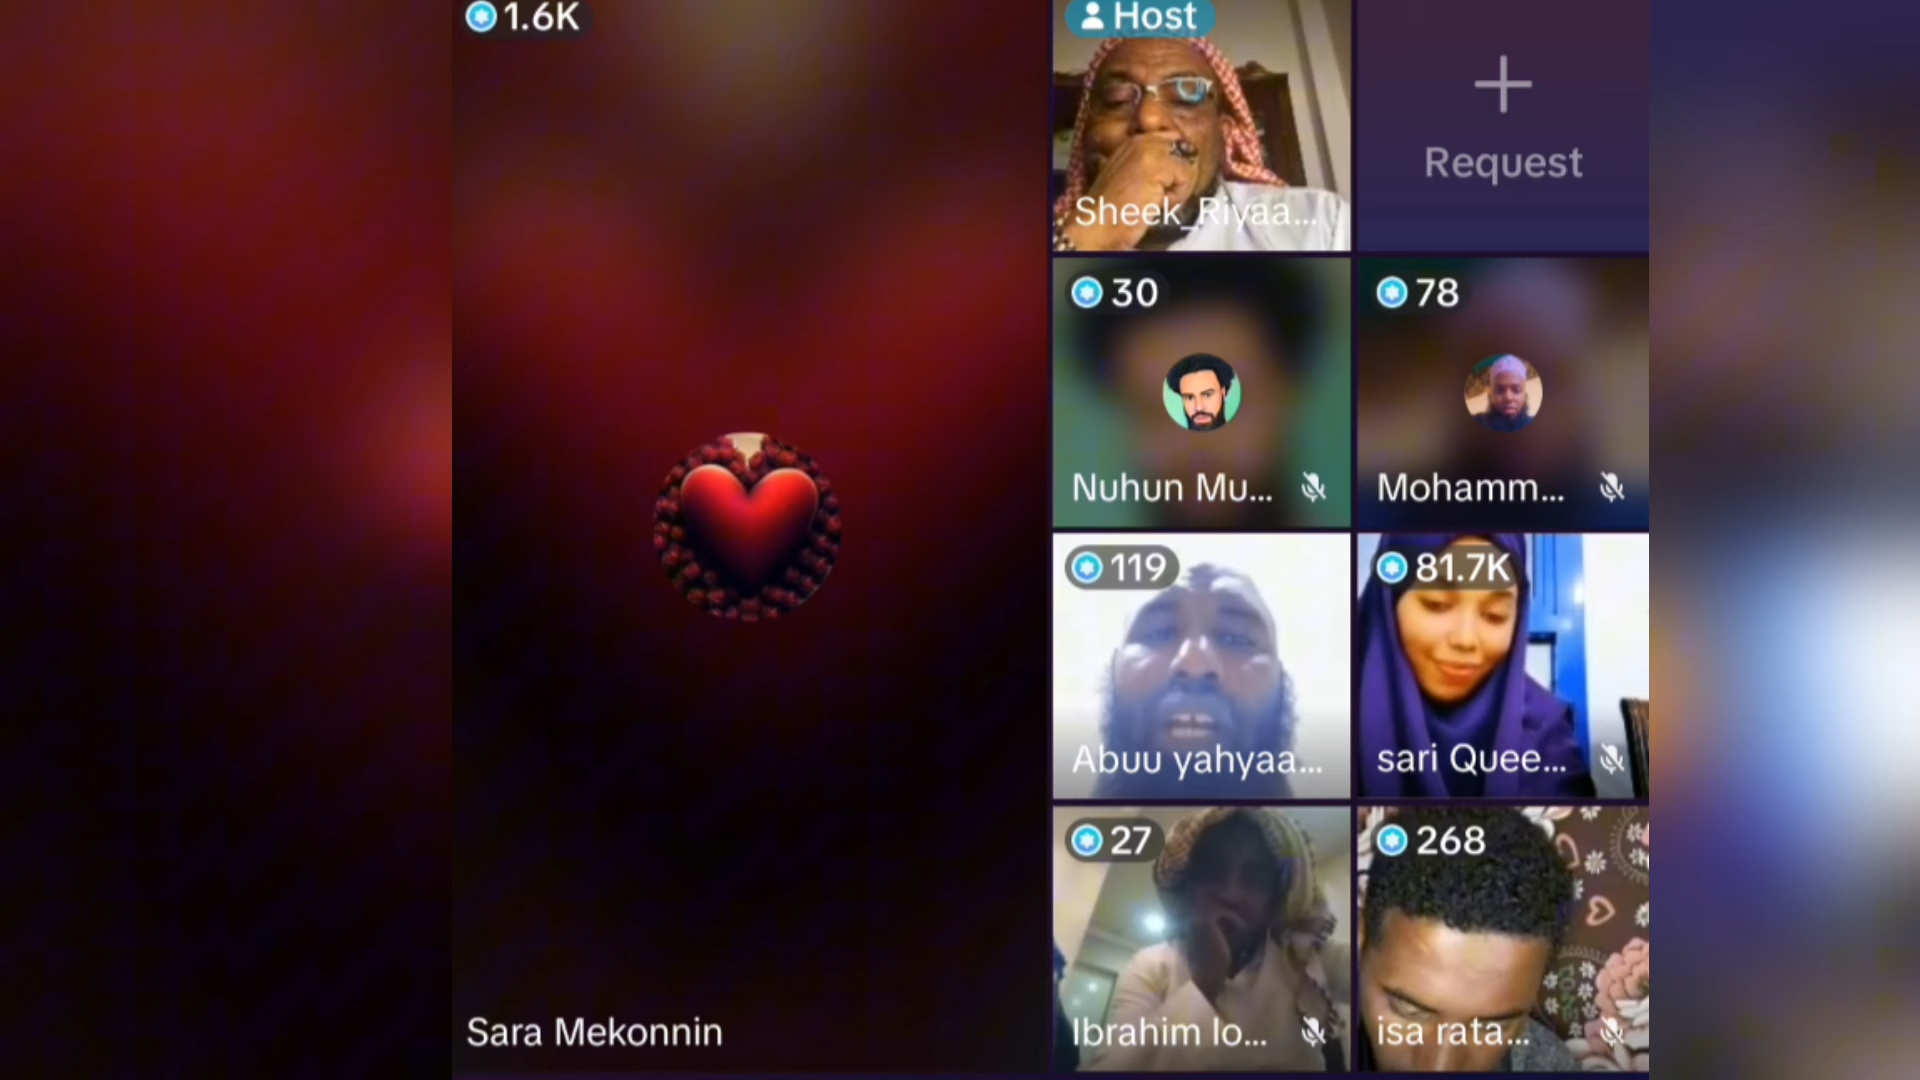 1.6K
Host
Sheek_Riyaa...
Request
30
78
Nuhun Mu...
Mohamm...
119
81.7K
Abuu yahyaa...
sari Quee...
27
268
Sara Mekonnin
Ibrahim lo...
isa rata...